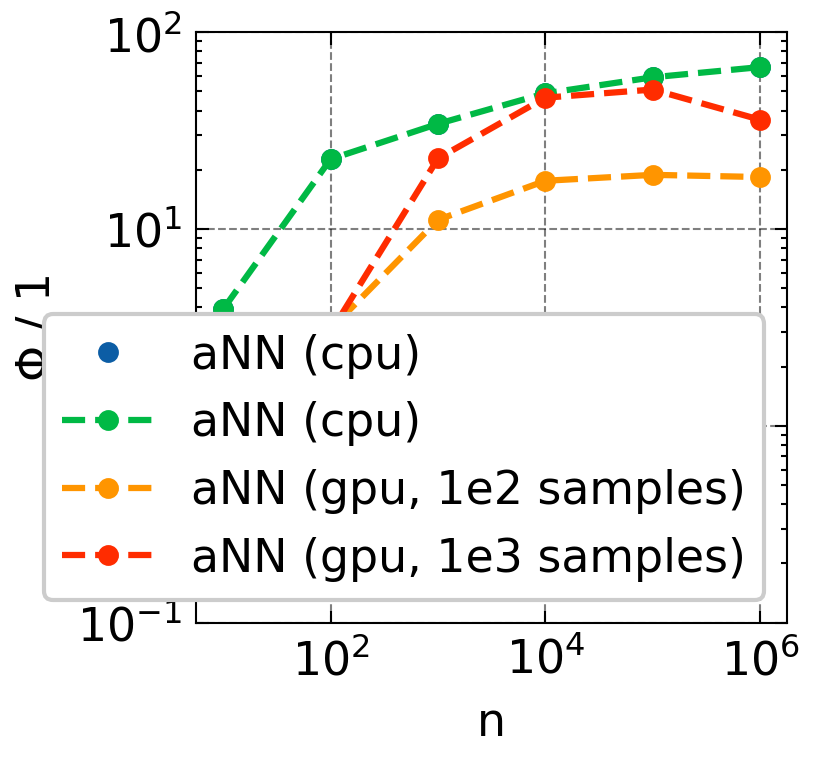 10²
10¹
10⁻¹
Φ / 1
aNN (cpu)
aNN (cpu)
aNN (gpu, 1e2 samples)
aNN (gpu, 1e3 samples)
10² 10⁴ 10⁶
n